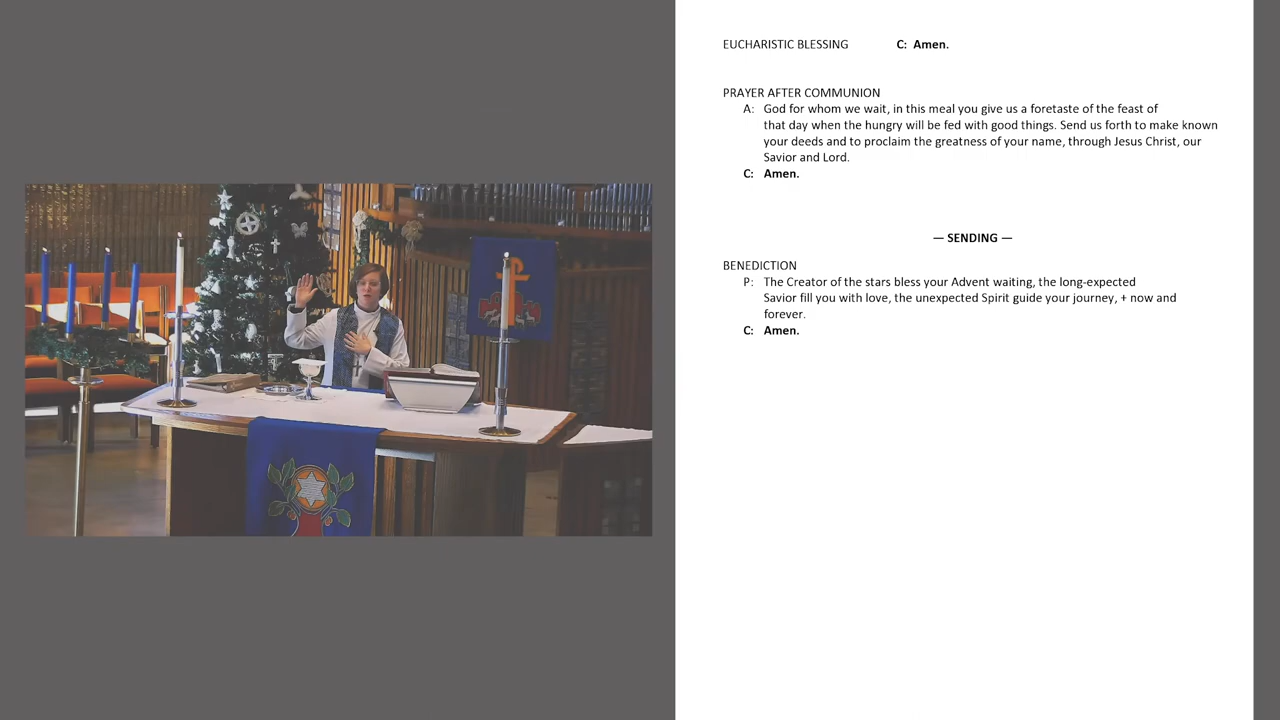 EUCHARISTIC BLESSING C: Amen.
PRAYER AFTER COMMUNION
A: God for whom we wait, in this meal you give us a foretaste of the feast of
that day when the hungry will be fed with good things. Send us forth to make known
your deeds and to proclaim the greatness of your name, through Jesus Christ, our
Savior and Lord.
C: Amen.
— SENDING —
BENEDICTION
P: The Creator of the stars bless your Advent waiting, the long-expected
Savior fill you with love, the unexpected Spirit guide your journey, + now and
forever.
C: Amen.